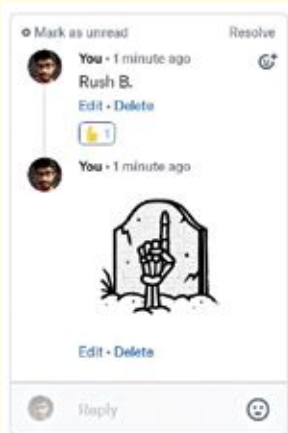 Mark as unread Resolve
You • 1 minute ago
Rush B.
Edit • Delete
👍 1
You • 1 minute ago
Edit • Delete
Reply